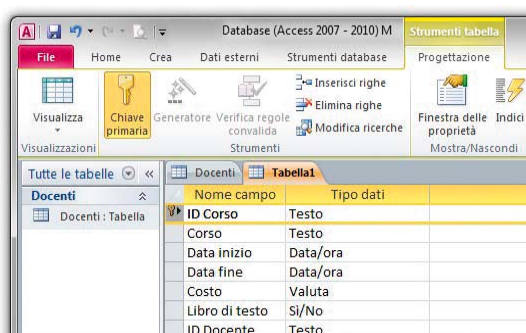 Database (Access 2007 - 2010) M
Strumenti tabella
File Home Crea Dati esterni Strumenti database Progettazione
Visualizza
Chiave primaria
Generatore
Verifica regole convalida
Inserisci righe
Elimina righe
Modifica ricerche
Finestra delle proprietà
Indici
Visualizzazioni Strumenti Mostra/Nascondi
Tutte le tabelle
Docenti
Docenti : Tabella
Docenti Tabella1
Nome campo Tipo dati
ID Corso Testo
Corso Testo
Data inizio Data/ora
Data fine Data/ora
Costo Valuta
Libro di testo Sì/No
ID Docente Testo